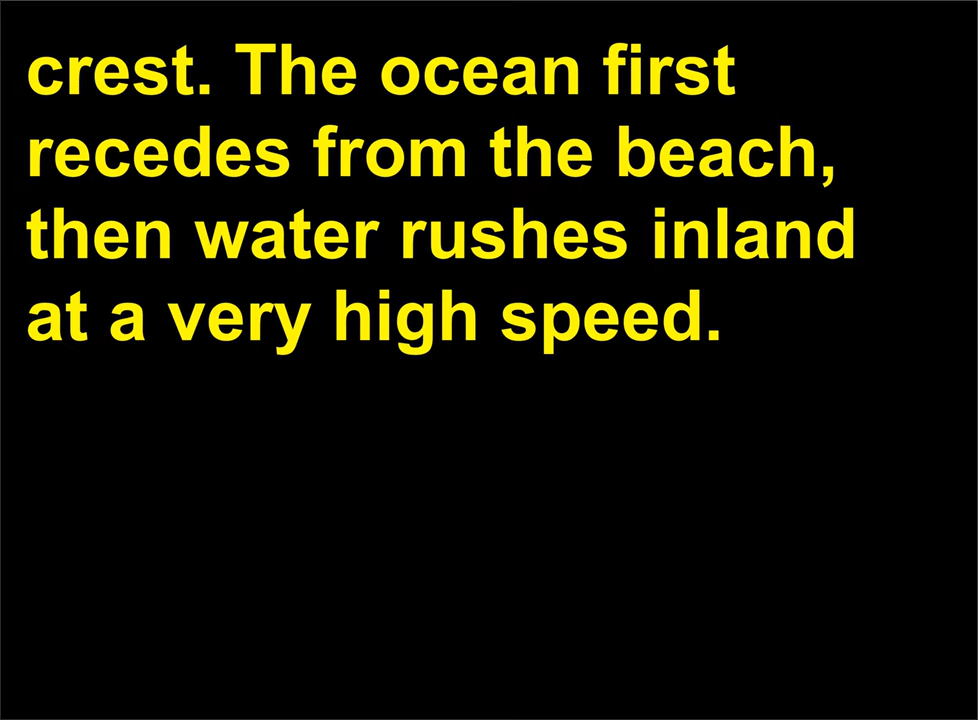 crest. The ocean first
recedes from the beach,
then water rushes inland
at a very high speed.